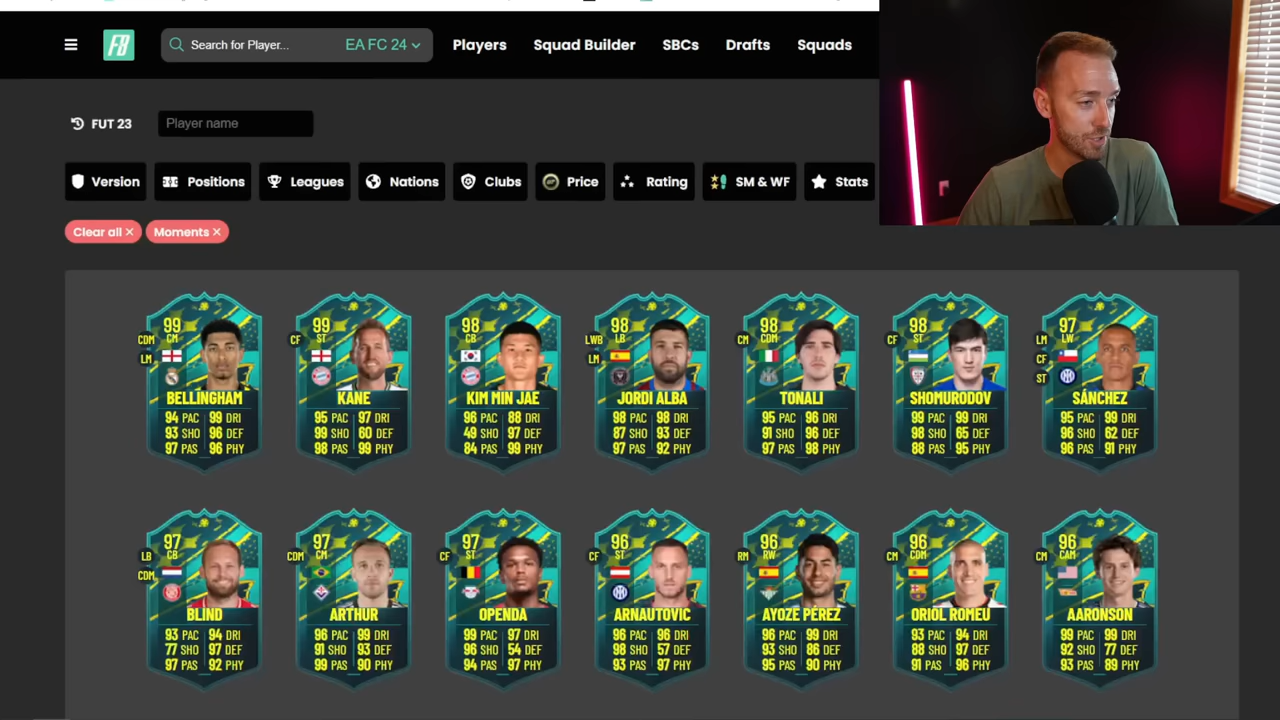 FB
Search for Player...
EA FC 24
Players
Squad Builder
SBCs
Drafts
Squads
FUT 23
Player name
Version
Positions
Leagues
Nations
Clubs
Price
Rating
SM & WF
Stats
Clear all ×
Moments ×
CDM LM 99 CM
BELLINGHAM
94 PAC 99 DRI
93 SHO 96 DEF
97 PAS 96 PHY
CF 99 ST
KANE
95 PAC 97 DRI
99 SHO 60 DEF
98 PAS 99 PHY
98 CB
KIM MIN JAE
96 PAC 88 DRI
49 SHO 97 DEF
84 PAS 99 PHY
LWB LM 98 LB
JORDI ALBA
98 PAC 98 DRI
87 SHO 93 DEF
97 PAS 92 PHY
CM 98 CDM
TONALI
95 PAC 96 DRI
91 SHO 96 DEF
97 PAS 98 PHY
CF 98 ST
SHOMURODOV
99 PAC 99 DRI
98 SHO 65 DEF
88 PAS 95 PHY
LM CF ST 97 LW
SÁNCHEZ
95 PAC 99 DRI
96 SHO 62 DEF
96 PAS 91 PHY
LB CDM 97 CB
BLIND
93 PAC 94 DRI
77 SHO 97 DEF
97 PAS 92 PHY
CDM 97 CM
ARTHUR
96 PAC 99 DRI
91 SHO 93 DEF
99 PAS 90 PHY
CF 97 ST
OPENDA
99 PAC 97 DRI
96 SHO 54 DEF
94 PAS 97 PHY
CF 96 ST
ARNAUTOVIC
96 PAC 96 DRI
98 SHO 57 DEF
93 PAS 97 PHY
RM 96 RW
AYOZE PÉREZ
96 PAC 99 DRI
93 SHO 86 DEF
95 PAS 90 PHY
CM 96 CDM
ORIOL ROMEU
93 PAC 94 DRI
88 SHO 97 DEF
91 PAS 96 PHY
CM 96 CAM
AARONSON
99 PAC 99 DRI
92 SHO 77 DEF
93 PAS 89 PHY